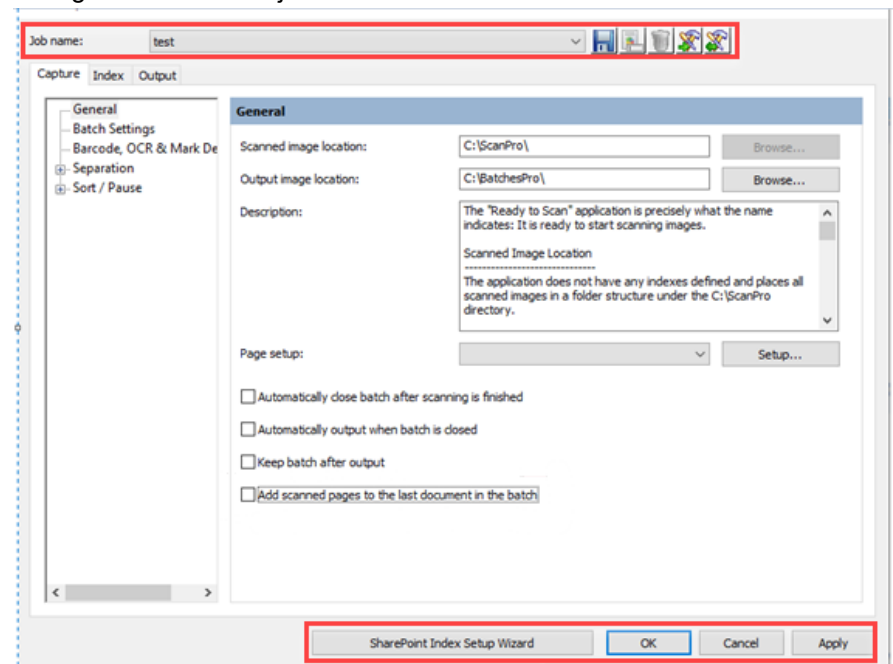 Job name: test
Capture Index Output
General
Batch Settings
Barcode, OCR & Mark De
Separation
Sort / Pause
General
Scanned image location: C:\ScanPro\ Browse...
Output image location: C:\BatchesPro\ Browse...
Description: The "Ready to Scan" application is precisely what the name
indicates: It is ready to start scanning images.
Scanned Image Location
------------------------------
The application does not have any indexes defined and places all
scanned images in a folder structure under the C:\ScanPro
directory.
Page setup: Setup...
Automatically close batch after scanning is finished
Automatically output when batch is closed
Keep batch after output
Add scanned pages to the last document in the batch
SharePoint Index Setup Wizard OK Cancel Apply